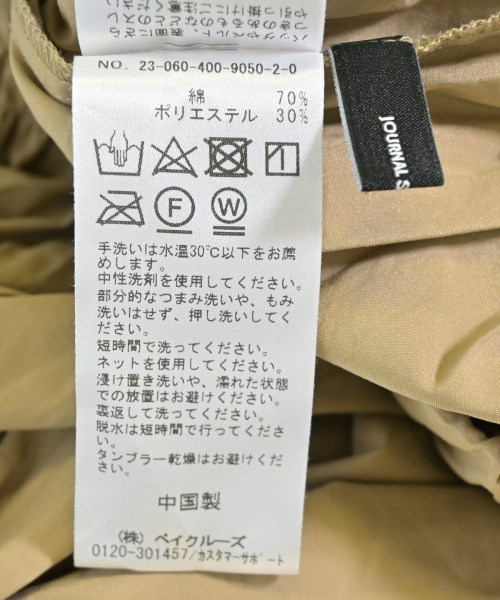 NO. 23-060-400-9050-2-0
綿 70%
ポリエステル 30%
F
W
手洗いは水温30℃以下をお薦
めします。
中性洗剤を使用してください。
部分的なつまみ洗いや、もみ
洗いはせず、押し洗いしてく
ださい。
短時間で洗ってください。
ネットを使用してください。
浸け置き洗いや、濡れた状態
での放置はお避けください。
裏返して洗ってください。
脱水は短時間で行ってください。
タンブラー乾燥はお避けくだ
さい。
中国製
(株) ベイクルーズ
0120-301457/カスタマーサポート
JOURNAL S